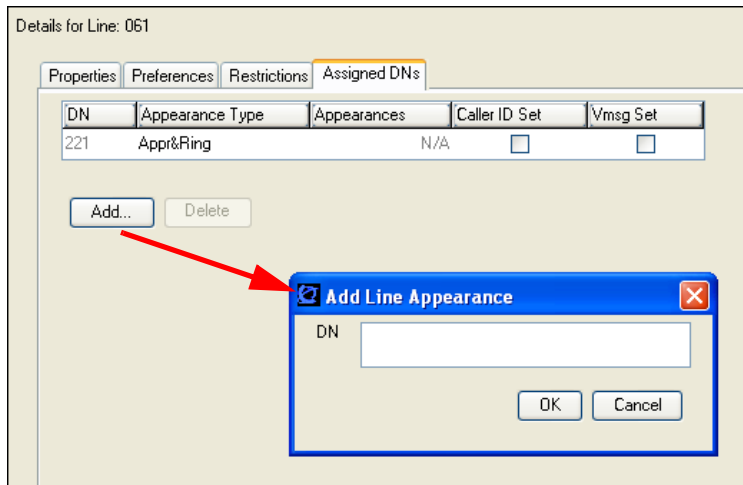 Details for Line: 061
Properties Preferences Restrictions Assigned DNs
DN Appearance Type Appearances Caller ID Set Vmsg Set
221 Appr&Ring N/A
Add... Delete
Add Line Appearance
DN
OK Cancel